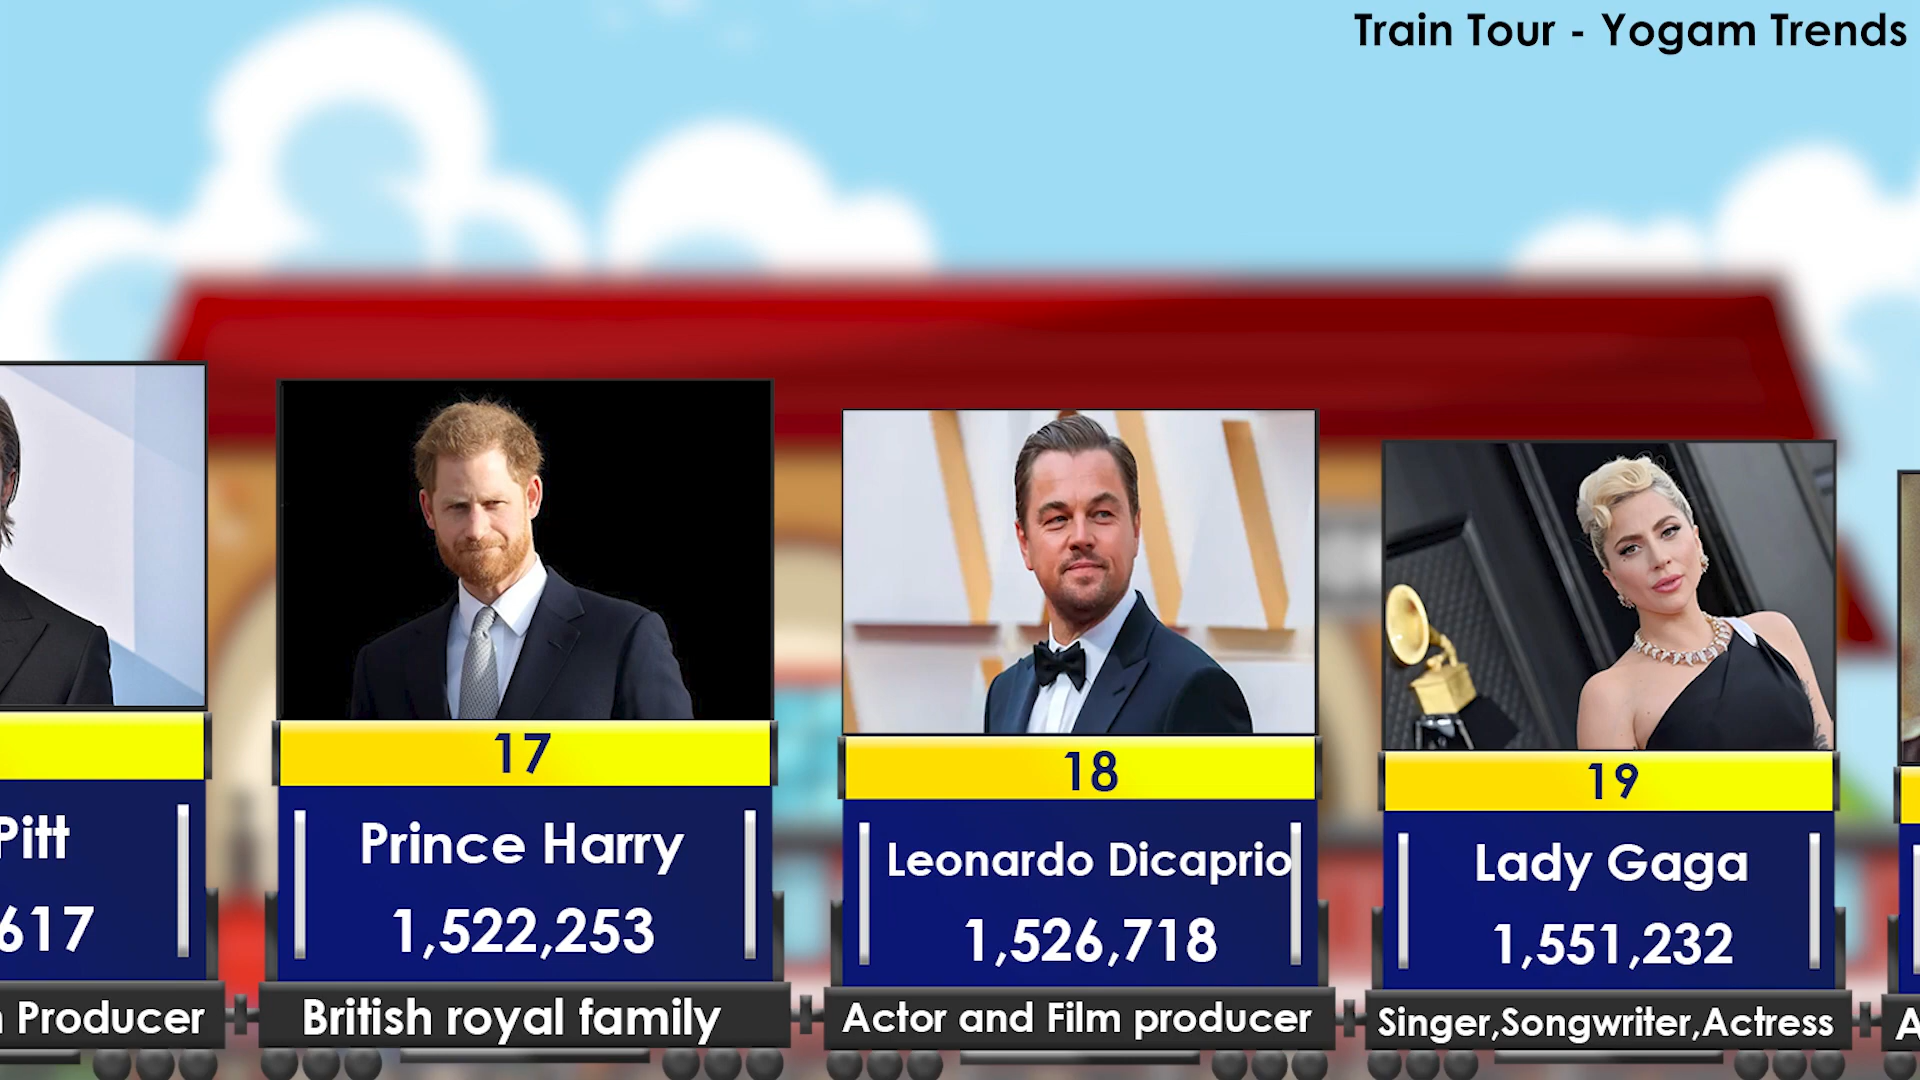 Train Tour - Yogam Trends
Pitt
617
Producer
17
Prince Harry
1,522,253
British royal family
18
Leonardo Dicaprio
1,526,718
Actor and Film producer
19
Lady Gaga
1,551,232
Singer,Songwriter,Actress